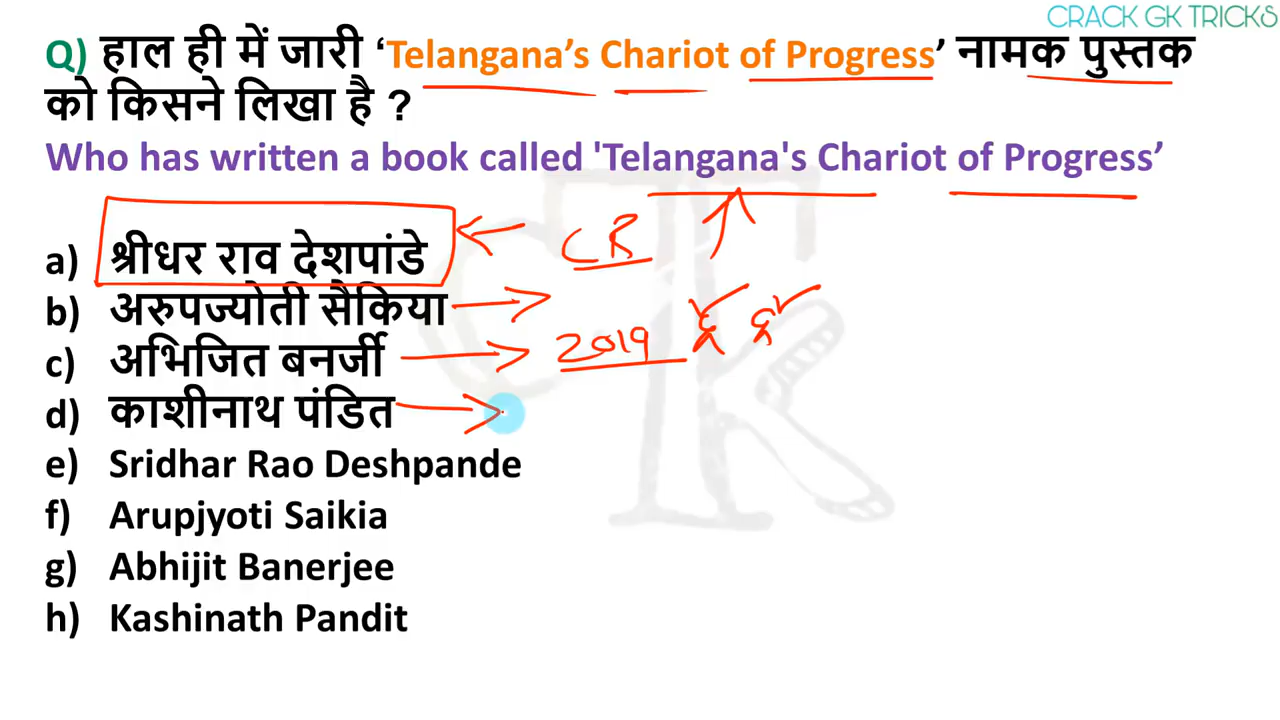 CRACK GK TRICKS
Q) हाल ही में जारी ‘Telangana’s Chariot of Progress’ नामक पुस्तक
को किसने लिखा है ?
Who has written a book called 'Telangana's Chariot of Progress’
CR
a) श्रीधर राव देशपांडे
b) अरुपज्योती सैकिया
2019
c) अभिजित बनर्जी
d) काशीनाथ पंडित
e) Sridhar Rao Deshpande
f) Arupjyoti Saikia
g) Abhijit Banerjee
h) Kashinath Pandit